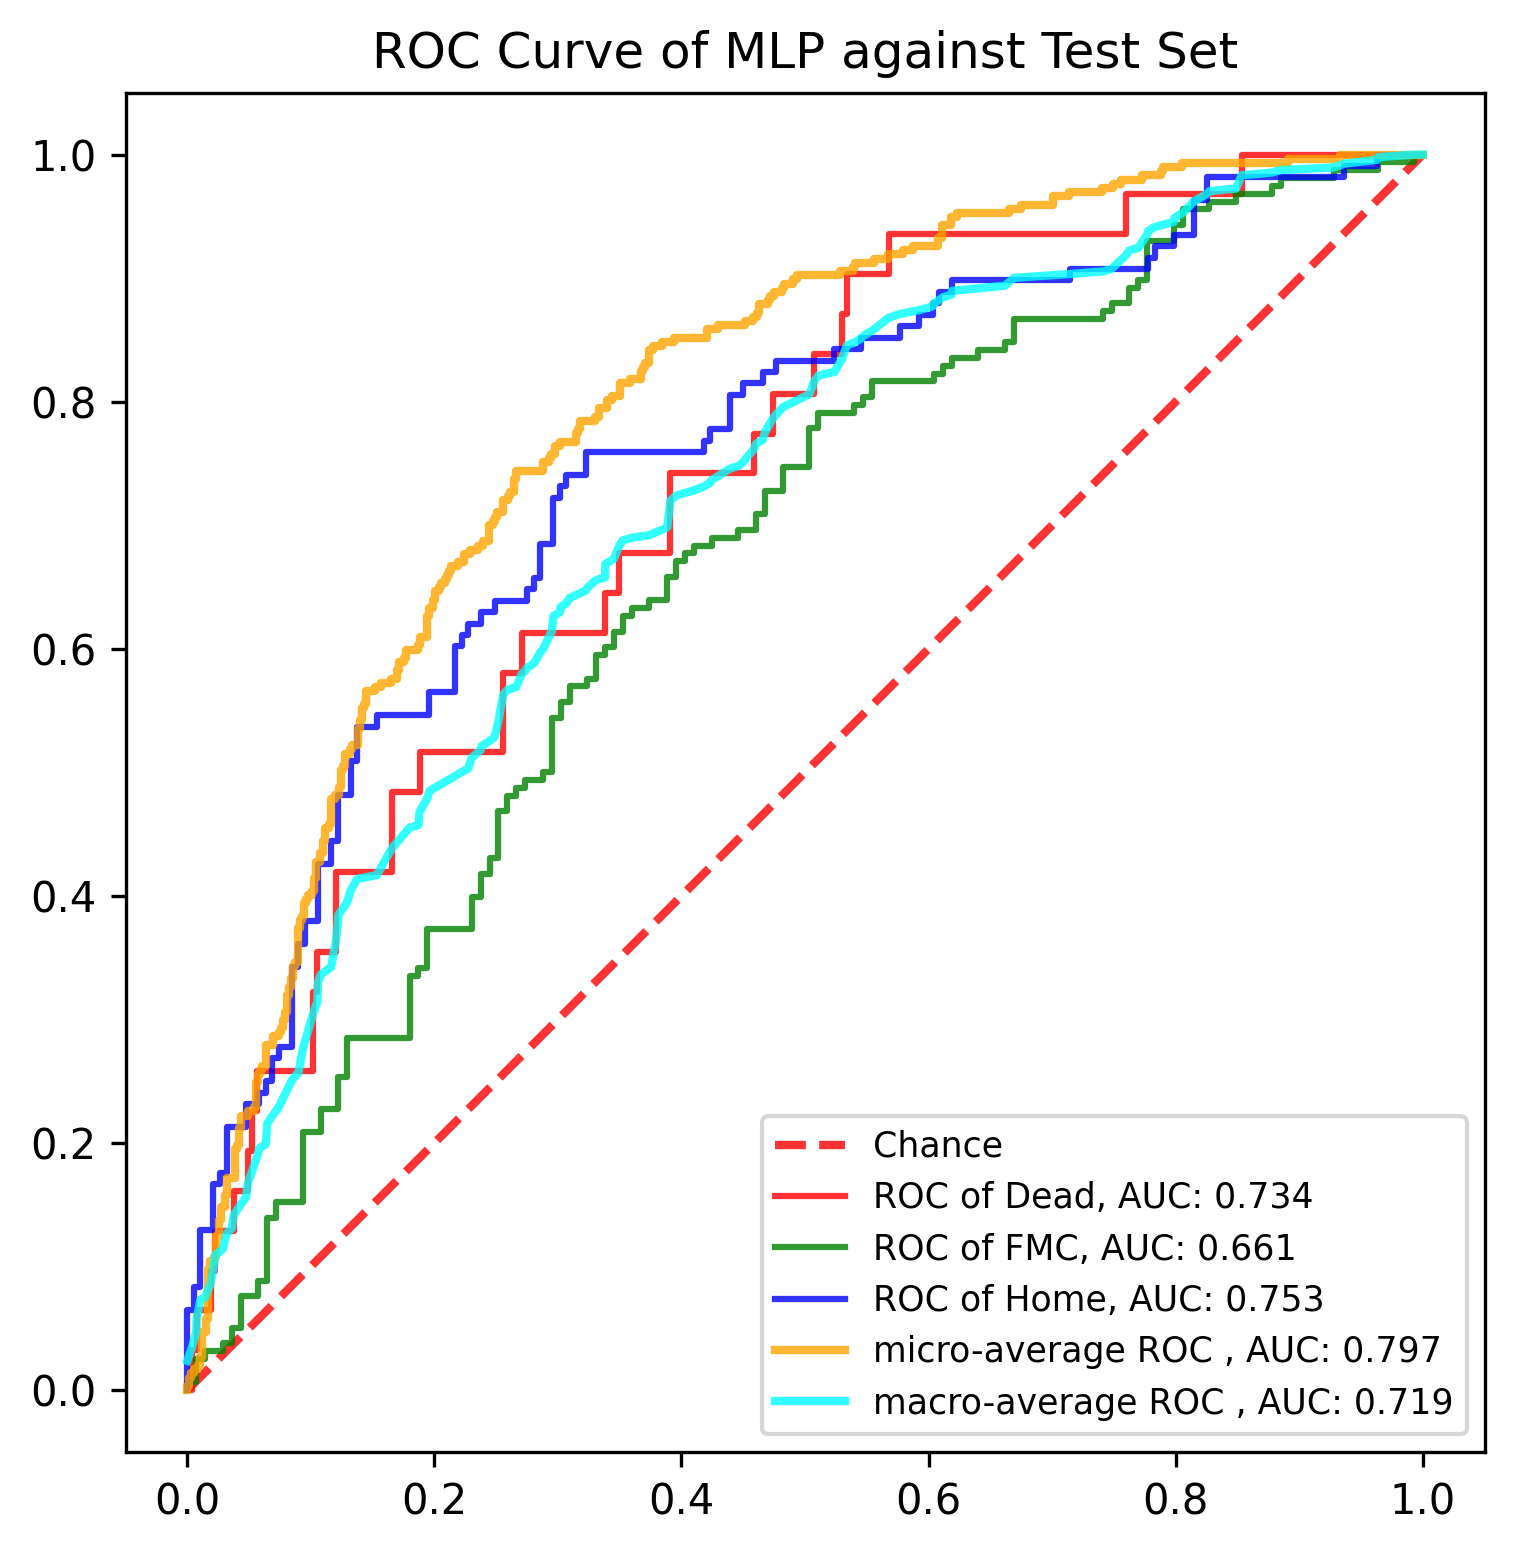 ROC Curve of MLP against Test Set
1.0
0.8
0.6
0.4
0.2
0.0
Chance
ROC of Dead, AUC: 0.734
ROC of FMC, AUC: 0.661
ROC of Home, AUC: 0.753
micro-average ROC , AUC: 0.797
macro-average ROC , AUC: 0.719
0.0 0.2 0.4 0.6 0.8 1.0